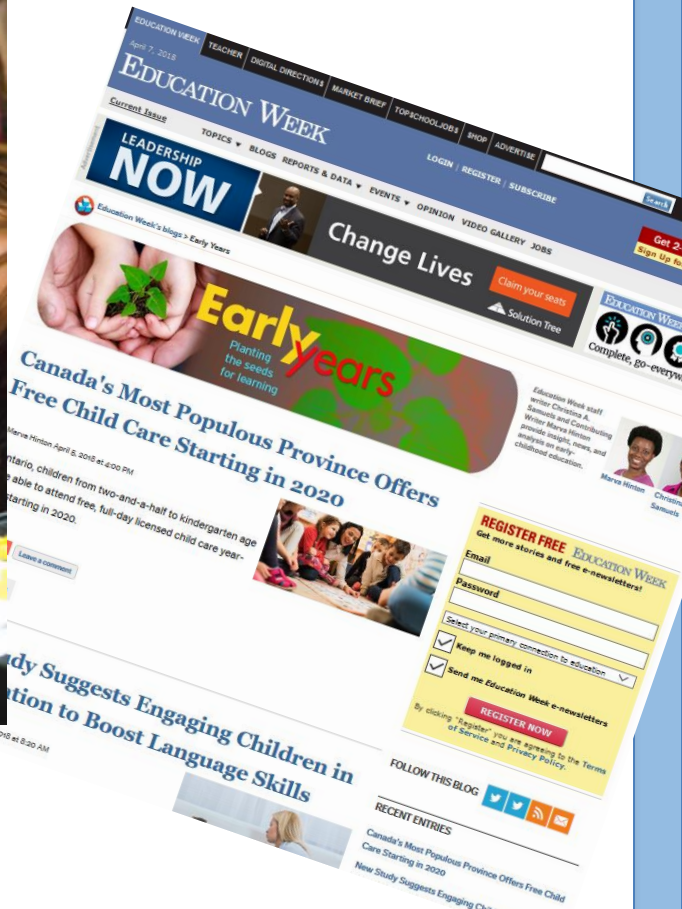 EDUCATION WEEK TEACHER DIGITAL DIRECTIONS MARKET BRIEF TOPSCHOOLJOBS SHOP ADVERTISE
April 7, 2018
EDUCATION WEEK
Search
LOGIN | REGISTER | SUBSCRIBE
Get 2-
Sign Up fo
Current Issue
TOPICS BLOGS REPORTS & DATA EVENTS OPINION VIDEO GALLERY JOBS
LEADERSHIP
NOW
Change Lives
Claim your seats
Solution Tree
EDUCATION WEE
Complete, go-everyw
Education Week's blogs > Early Years
Early
years
Planting
the seeds
for learning
Education Week staff
writer Christina A.
Samuels and Contributing
Writer Marva Hinton
provide insight, news, and
analysis on early-
childhood education.
Marva Hinton
Christina
Samuels
Canada's Most Populous Province Offers
Free Child Care Starting in 2020
Marva Hinton April 5, 2018 at 4:00 PM
ntario, children from two-and-a-half to kindergarten age
e able to attend free, full-day licensed child care year-
starting in 2020.
Leave a comment
REGISTER FREE EDUCATION WEEK
Get more stories and free e-newsletters!
Email
Password
Select your primary connection to education
Keep me logged in
Send me Education Week e-newsletters
REGISTER NOW
By clicking "Register" you are agreeing to the Terms
of Service and Privacy Policy.
dy Suggests Engaging Children in
tion to Boost Language Skills
018 at 8:20 AM
FOLLOW THIS BLOG
RECENT ENTRIES
Canada's Most Populous Province Offers Free Child
Care Starting in 2020
New Study Suggests Engaging Chi